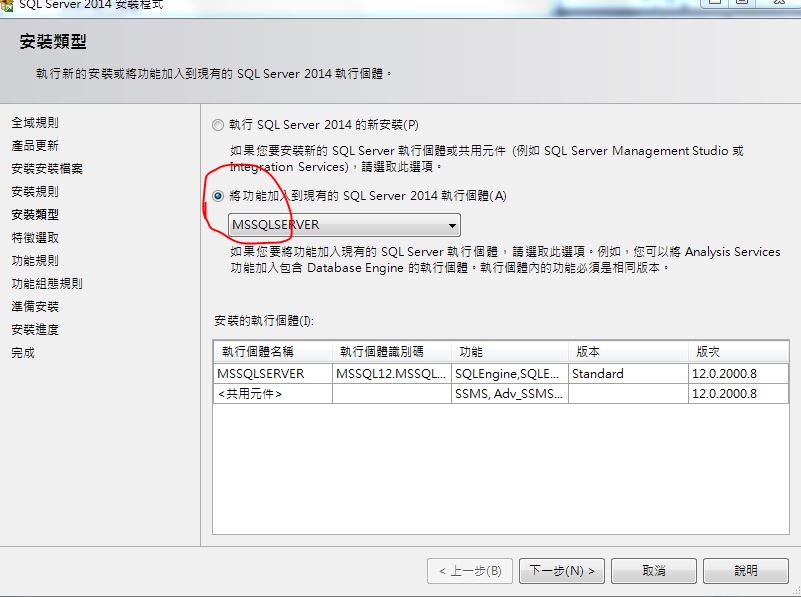 SQL Server 2014 安裝程式
安裝類型
執行新的安裝或將功能加入到現有的 SQL Server 2014 執行個體。
全域規則
產品更新
安裝安裝檔案
安裝規則
安裝類型
特徵選取
功能規則
功能組態規則
準備安裝
安裝進度
完成
執行 SQL Server 2014 的新安裝(P)
如果您要安裝新的 SQL Server 執行個體或共用元件 (例如 SQL Server Management Studio 或
Integration Services)，請選取此選項。
將功能加入到現有的 SQL Server 2014 執行個體(A)
MSSQLSERVER
如果您要將功能加入現有的 SQL Server 執行個體，請選取此選項。例如，您可以將 Analysis Services
功能加入包含 Database Engine 的執行個體。執行個體內的功能必須是相同版本。
安裝的執行個體(I):
執行個體名稱 執行個體識別碼 功能 版本 版次
MSSQLSERVER MSSQL12.MSSQL... SQLEngine,SQLE... Standard 12.0.2000.8
<共用元件> SSMS, Adv_SSMS... 12.0.2000.8
< 上一步(B) 下一步(N) > 取消 說明